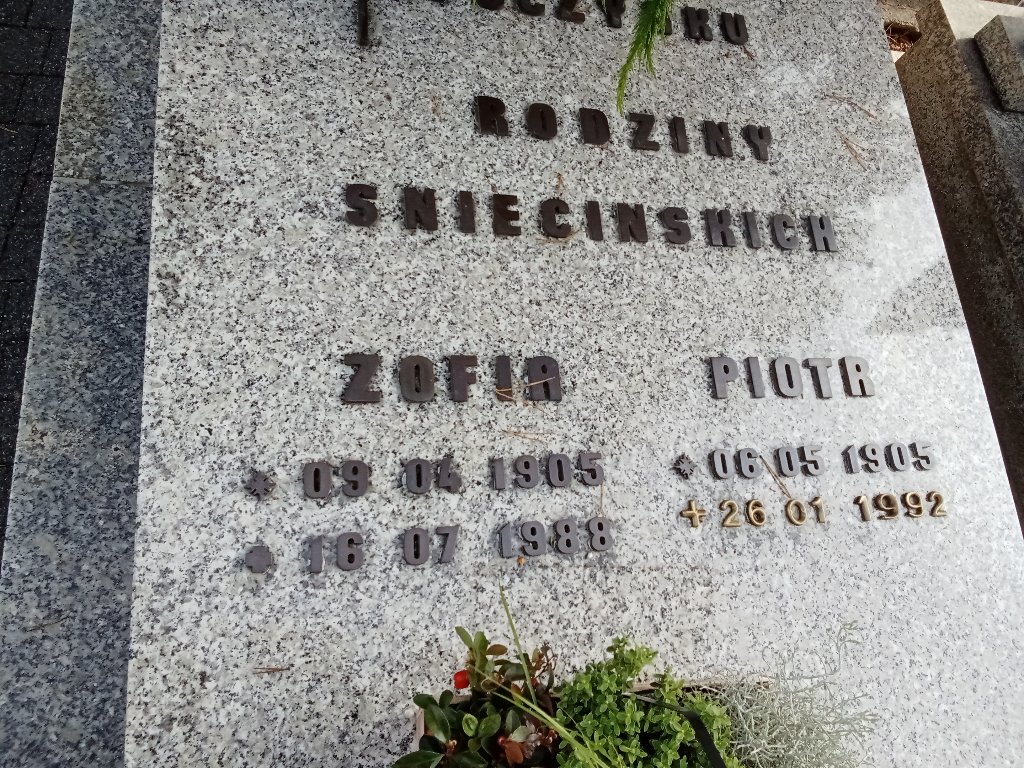 RODZINY
SNIECINSKICH
ZOFIA
* 09 04 1905
+ 16 07 1988
PIOTR
* 06 05 1905
+ 26 01 1992